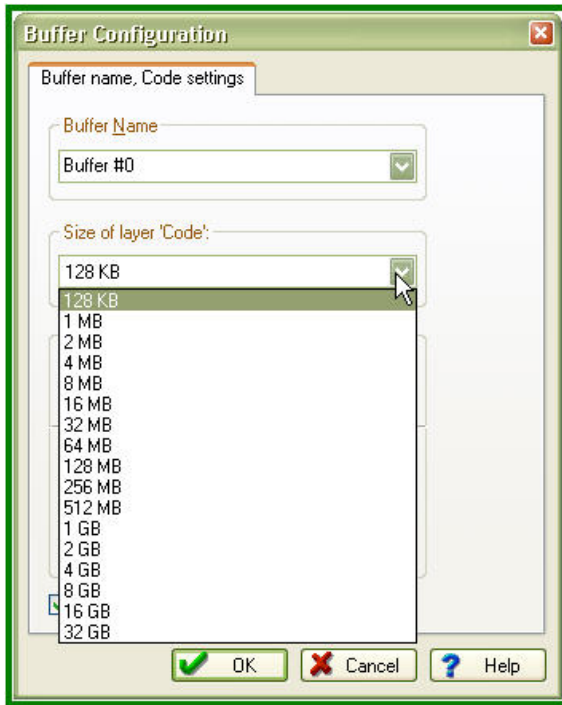 Buffer Configuration
Buffer name, Code settings
Buffer Name
Buffer #0
Size of layer 'Code':
128 KB
128 KB
1 MB
2 MB
4 MB
8 MB
16 MB
32 MB
64 MB
128 MB
256 MB
512 MB
1 GB
2 GB
4 GB
8 GB
16 GB
32 GB
OK Cancel ? Help